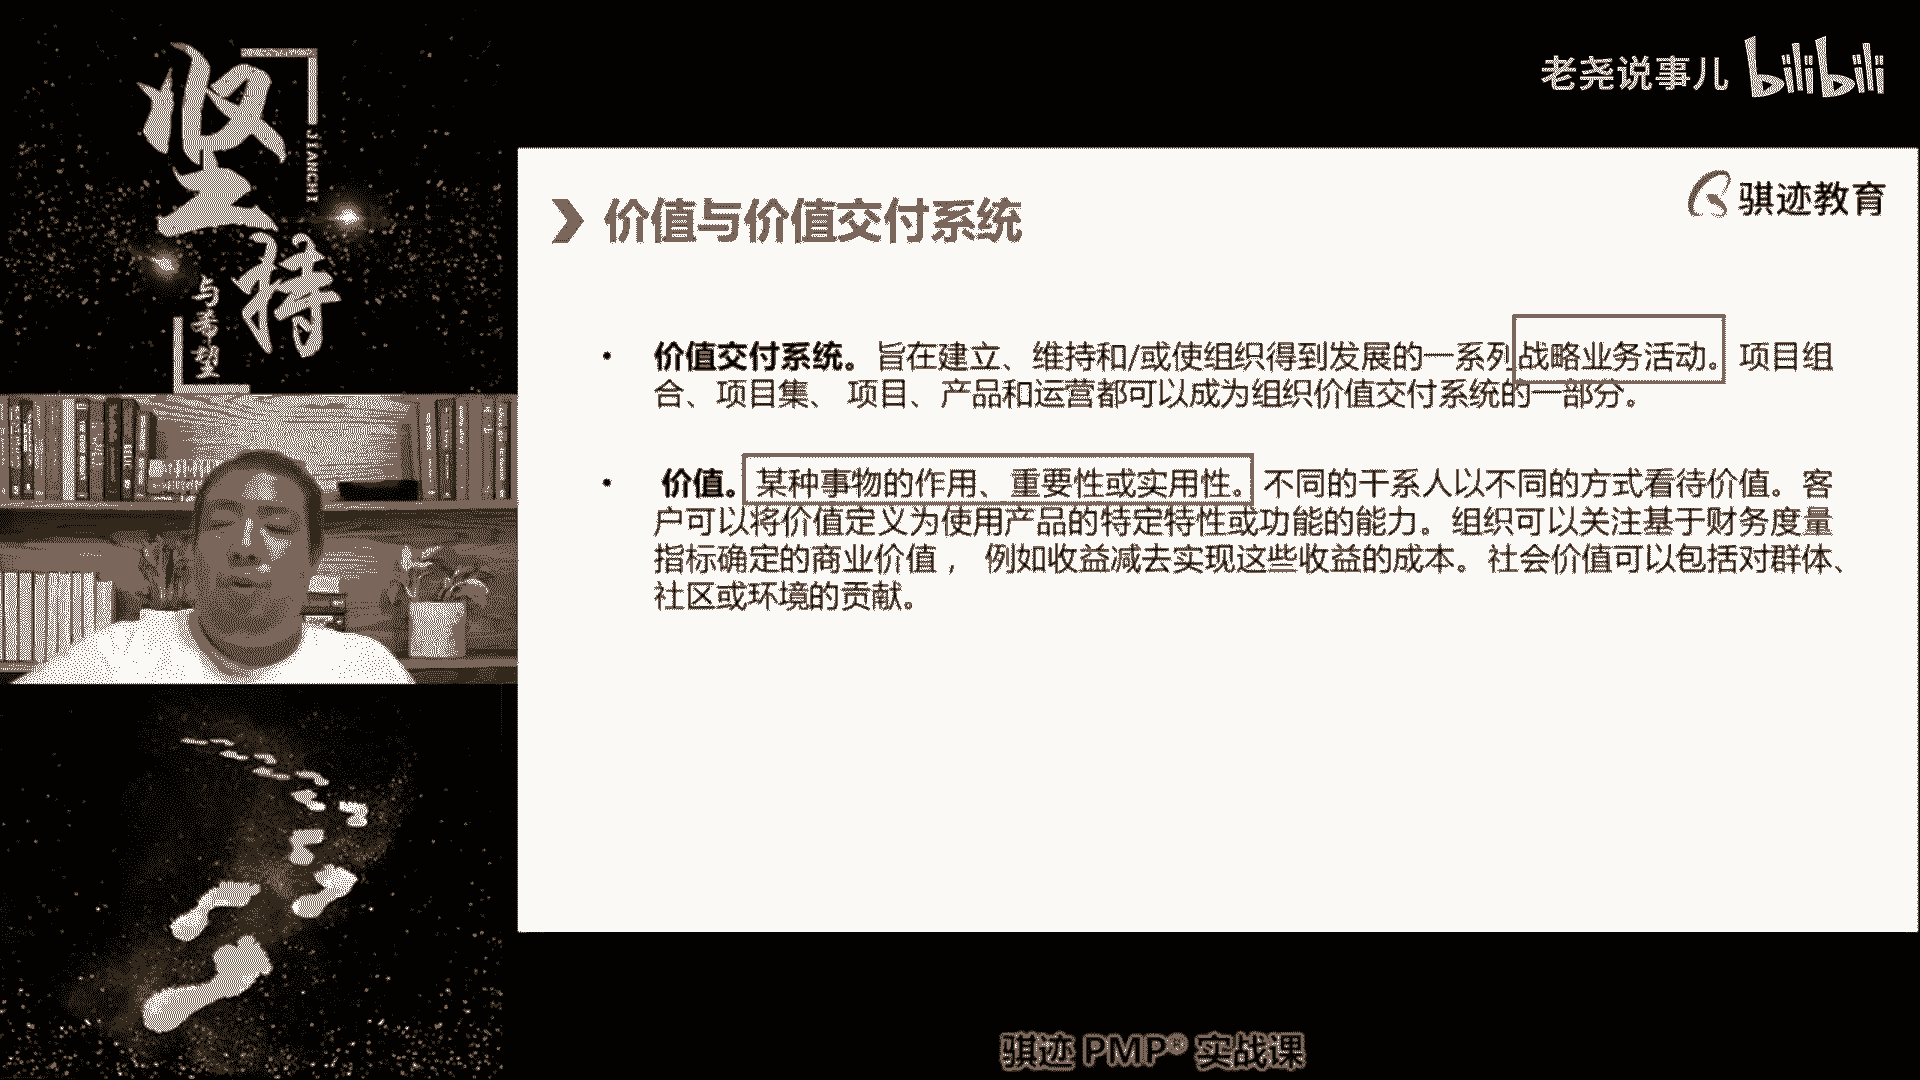 坚持
JIANCHI
与希望
老尧说事儿 bilibili
骐迹教育
价值与价值交付系统
• 价值交付系统。旨在建立、维持和/或使组织得到发展的一系列战略业务活动。项目组
合、项目集、 项目、产品和运营都可以成为组织价值交付系统的一部分。
• 价值。某种事物的作用、重要性或实用性。不同的干系人以不同的方式看待价值。客
户可以将价值定义为使用产品的特定特性或功能的能力。组织可以关注基于财务度量
指标确定的商业价值， 例如收益减去实现这些收益的成本。社会价值可以包括对群体、
社区或环境的贡献。
骐迹 PMP® 实战课